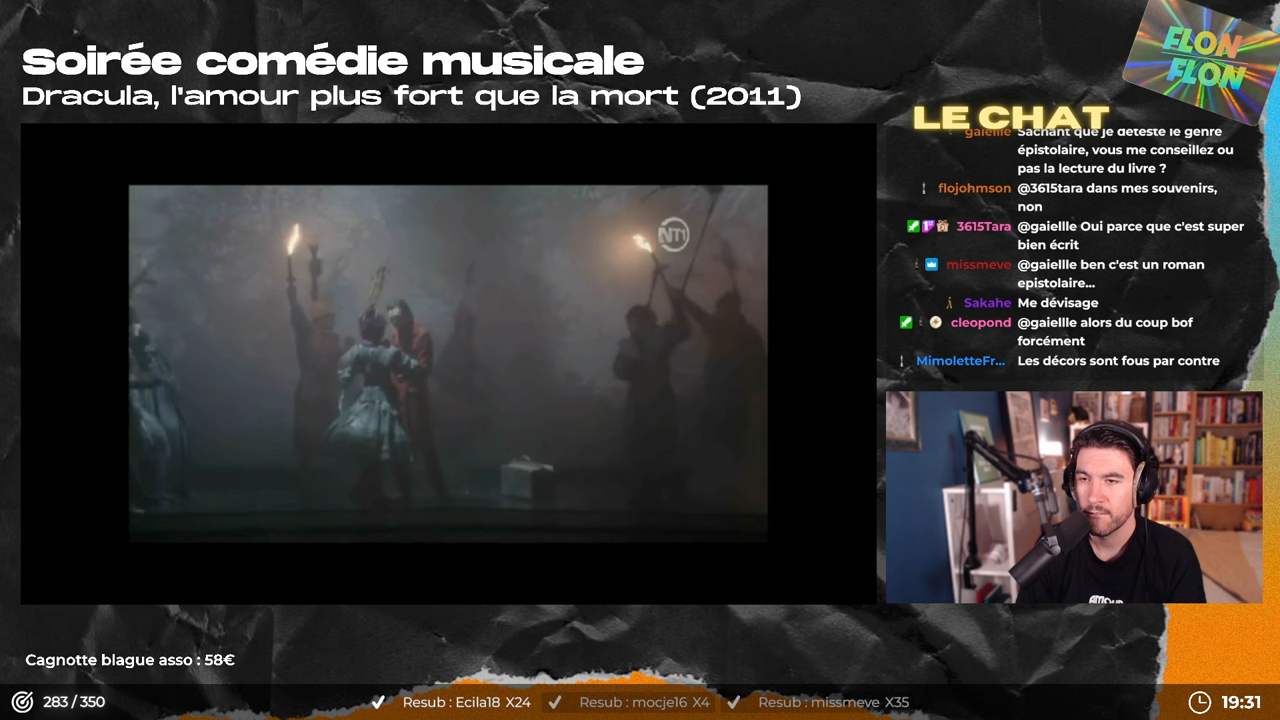 Soirée comédie musicale
Dracula, l'amour plus fort que la mort (2011)
FLON
FLON
LE CHAT
gaiellle Sachant que je déteste le genre
épistolaire, vous me conseillez ou
pas la lecture du livre ?
flojohmson @3615tara dans mes souvenirs,
non
3615Tara @gaiellle Oui parce que c'est super
bien écrit
missmeve @gaiellle ben c'est un roman
epistolaire...
Sakahe Me dévisage
cleopond @gaiellle alors du coup bof
forcément
MimoletteFr... Les décors sont fous par contre
NT1
Cagnotte blague asso : 58€
283 / 350
Resub : Ecila18 X24
Resub : mocje16 X4
Resub : missmeve X35
19:31